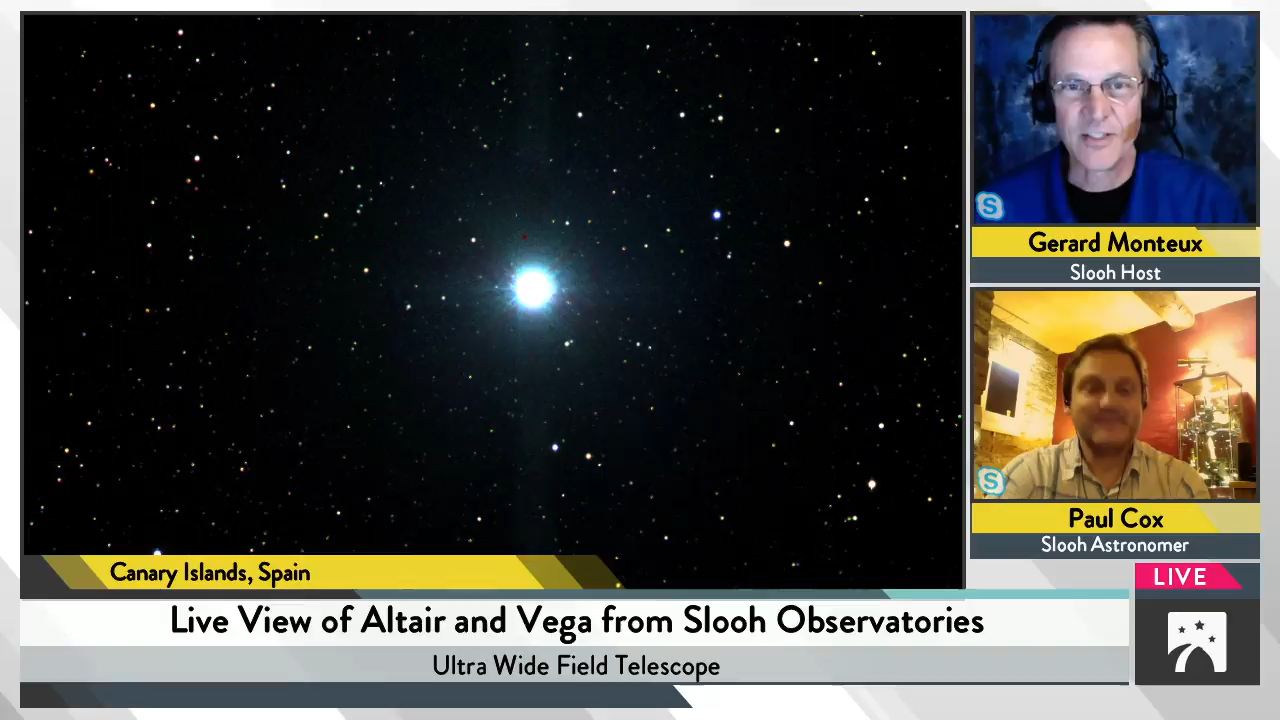 Gerard Monteux
Slooh Host
Paul Cox
Slooh Astronomer
Canary Islands, Spain
LIVE
Live View of Altair and Vega from Slooh Observatories
Ultra Wide Field Telescope